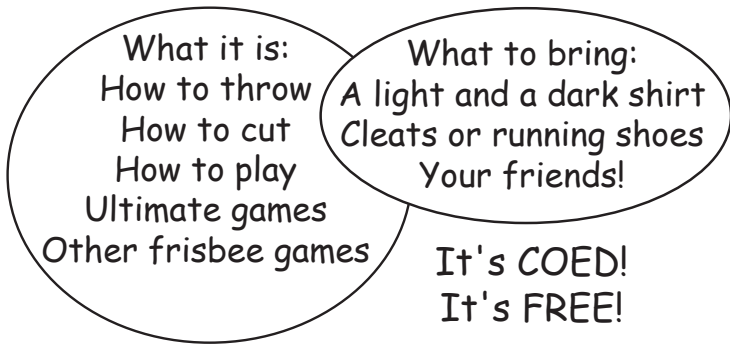 What it is:
How to throw
How to cut
How to play
Ultimate games
Other frisbee games
What to bring:
A light and a dark shirt
Cleats or running shoes
Your friends!
It's COED!
It's FREE!